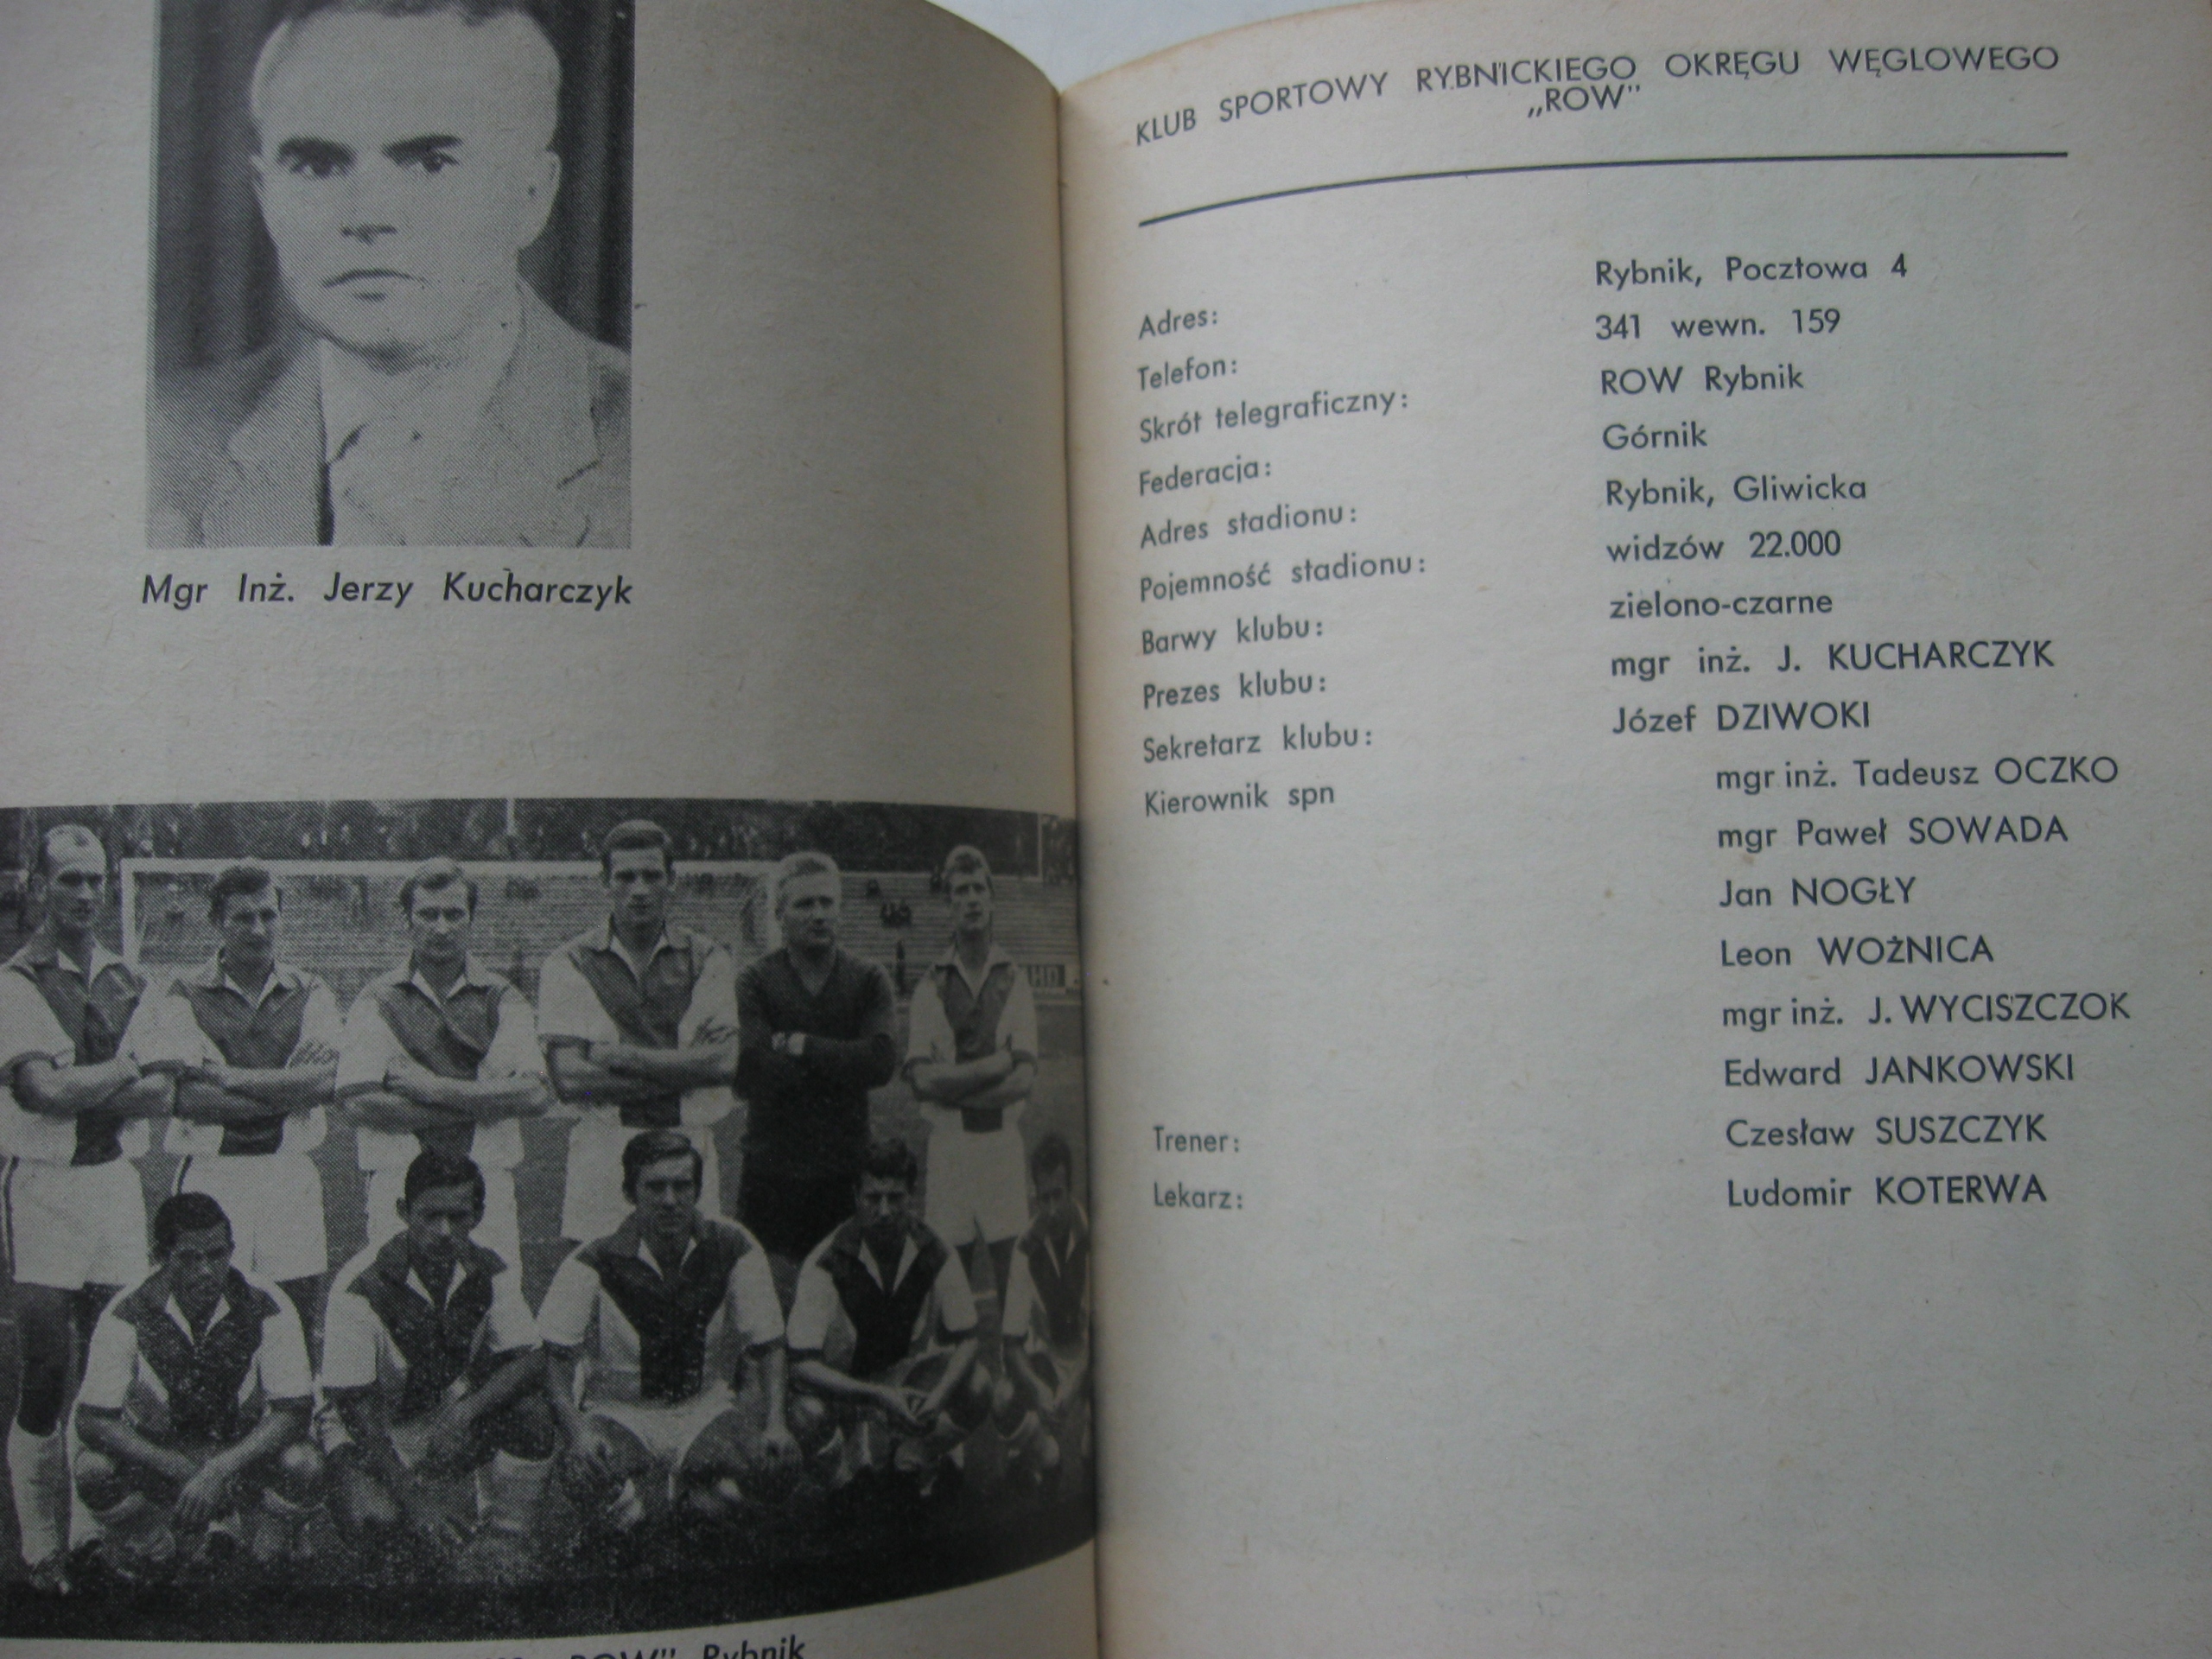 Mgr Inż. Jerzy Kucharczyk
„ROW" Rybnik
KLUB SPORTOWY RYBNICKIEGO OKRĘGU WĘGLOWEGO
„ROW"
Adres: Rybnik, Pocztowa 4
Telefon: 341 wewn. 159
Skrót telegraficzny: ROW Rybnik
Federacja: Górnik
Adres stadionu: Rybnik, Gliwicka
Pojemność stadionu: widzów 22.000
Barwy klubu: zielono-czarne
Prezes klubu: mgr inż. J. KUCHARCZYK
Sekretarz klubu: Józef DZIWOKI
Kierownik spn mgr inż. Tadeusz OCZKO
mgr Paweł SOWADA
Jan NOGŁY
Leon WOŻNICA
mgr inż. J. WYCISZCZOK
Edward JANKOWSKI
Trener: Czesław SUSZCZYK
Lekarz: Ludomir KOTERWA